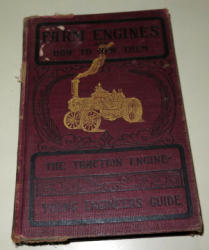 FARM ENGINES
HOW TO RUN THEM
THE TRACTION ENGINE
YOUNG ENGINEERS GUIDE